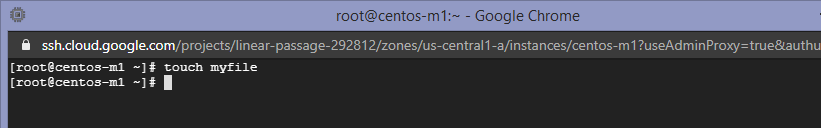 root@centos-m1:~ - Google Chrome
ssh.cloud.google.com/projects/linear-passage-292812/zones/us-central1-a/instances/centos-m1?useAdminProxy=true&authu
[root@centos-m1 ~]# touch myfile
[root@centos-m1 ~]#